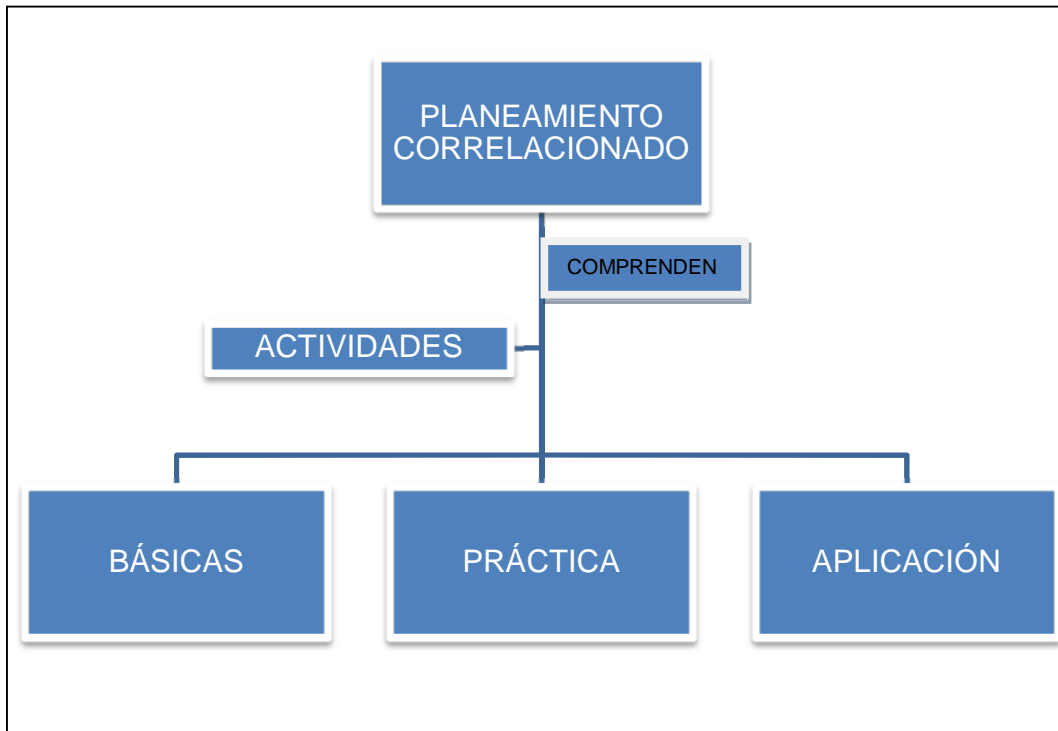 PLANEAMIENTO
CORRELACIONADO
COMPRENDEN
ACTIVIDADES
BÁSICAS
PRÁCTICA
APLICACIÓN